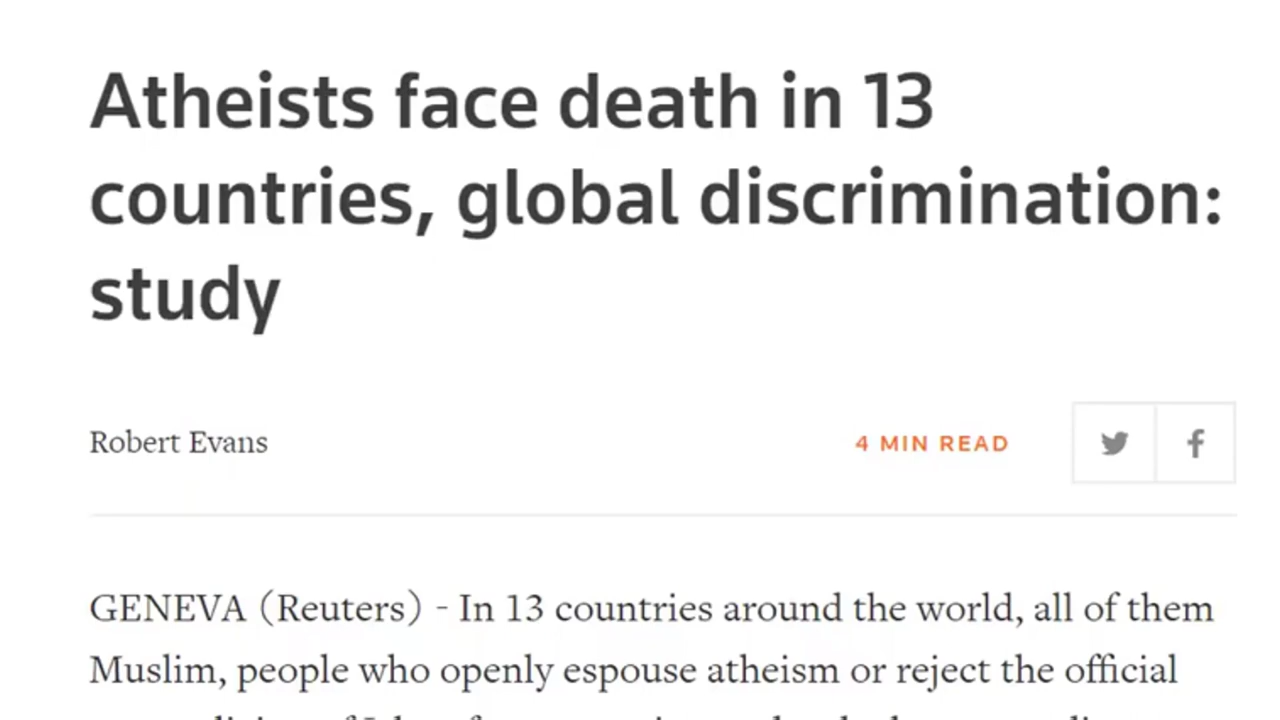 Atheists face death in 13
countries, global discrimination:
study
Robert Evans
4 MIN READ
GENEVA (Reuters) - In 13 countries around the world, all of them
Muslim, people who openly espouse atheism or reject the official